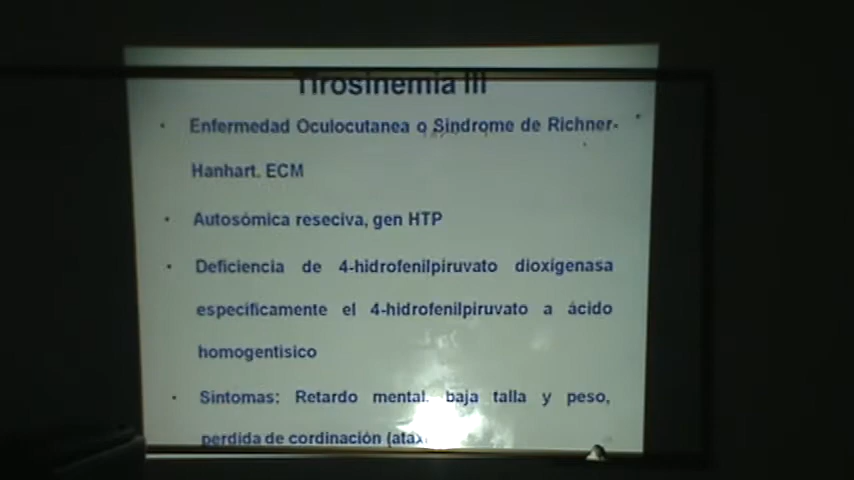 Tirosinemia III
• Enfermedad Oculocutanea o Sindrome de Richner-
Hanhart. ECM
• Autosómica reseciva, gen HTP
• Deficiencia de 4-hidrofenilpiruvato dioxigenasa
especificamente el 4-hidrofenilpiruvato a ácido
homogentisico
• Sintomas: Retardo mental. baja talla y peso,
perdida de cordinación (atax